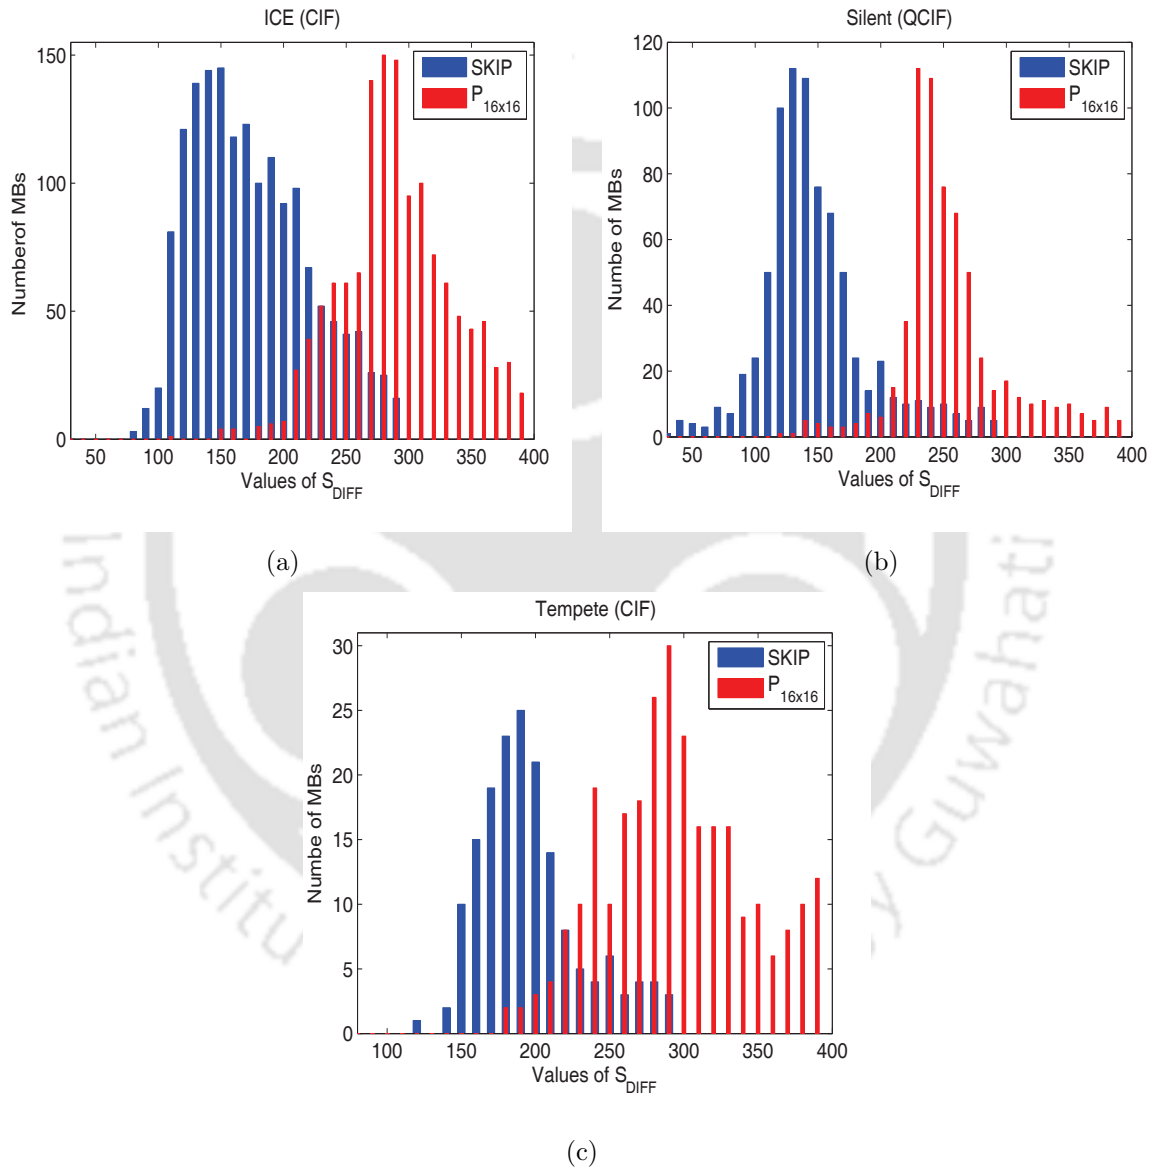 ICE (CIF)
150
100
50
0
Numberof MBs
SKIP
P16x16
50 100 150 200 250 300 350 400
Values of SDIFF
(a)
Silent (QCIF)
120
100
80
60
40
20
0
Numbe of MBs
SKIP
P16x16
50 100 150 200 250 300 350 400
Values of SDIFF
(b)
Tempete (CIF)
30
25
20
15
10
5
0
Numbe of MBs
SKIP
P16x16
100 150 200 250 300 350 400
Values of SDIFF
(c)
Indian Institu
y Guwahati